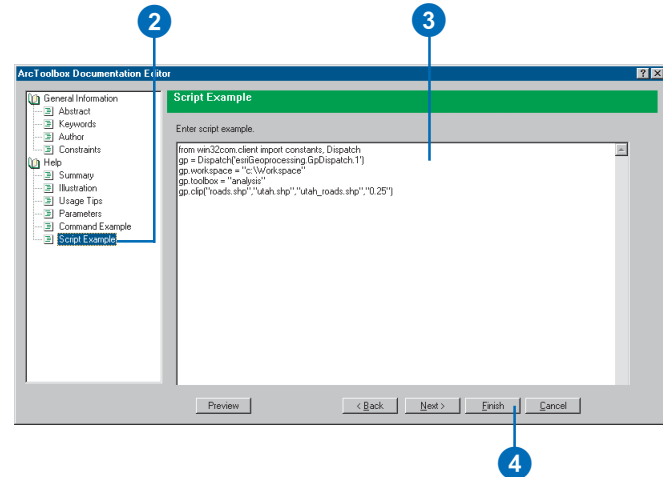 2
3
ArcToolbox Documentation Editor
General Information
Abstract
Keywords
Author
Constraints
Help
Summary
Illustration
Usage Tips
Parameters
Command Example
Script Example
Script Example
Enter script example.
from win32com.client import constants, Dispatch
gp = Dispatch('esriGeoprocessing.GpDispatch.1')
gp.workspace = "c:\Workspace"
gp.toolbox = "analysis"
gp.clip("roads.shp","utah.shp","utah_roads.shp","0.25")
Preview
< Back
Next >
Finish
Cancel
4